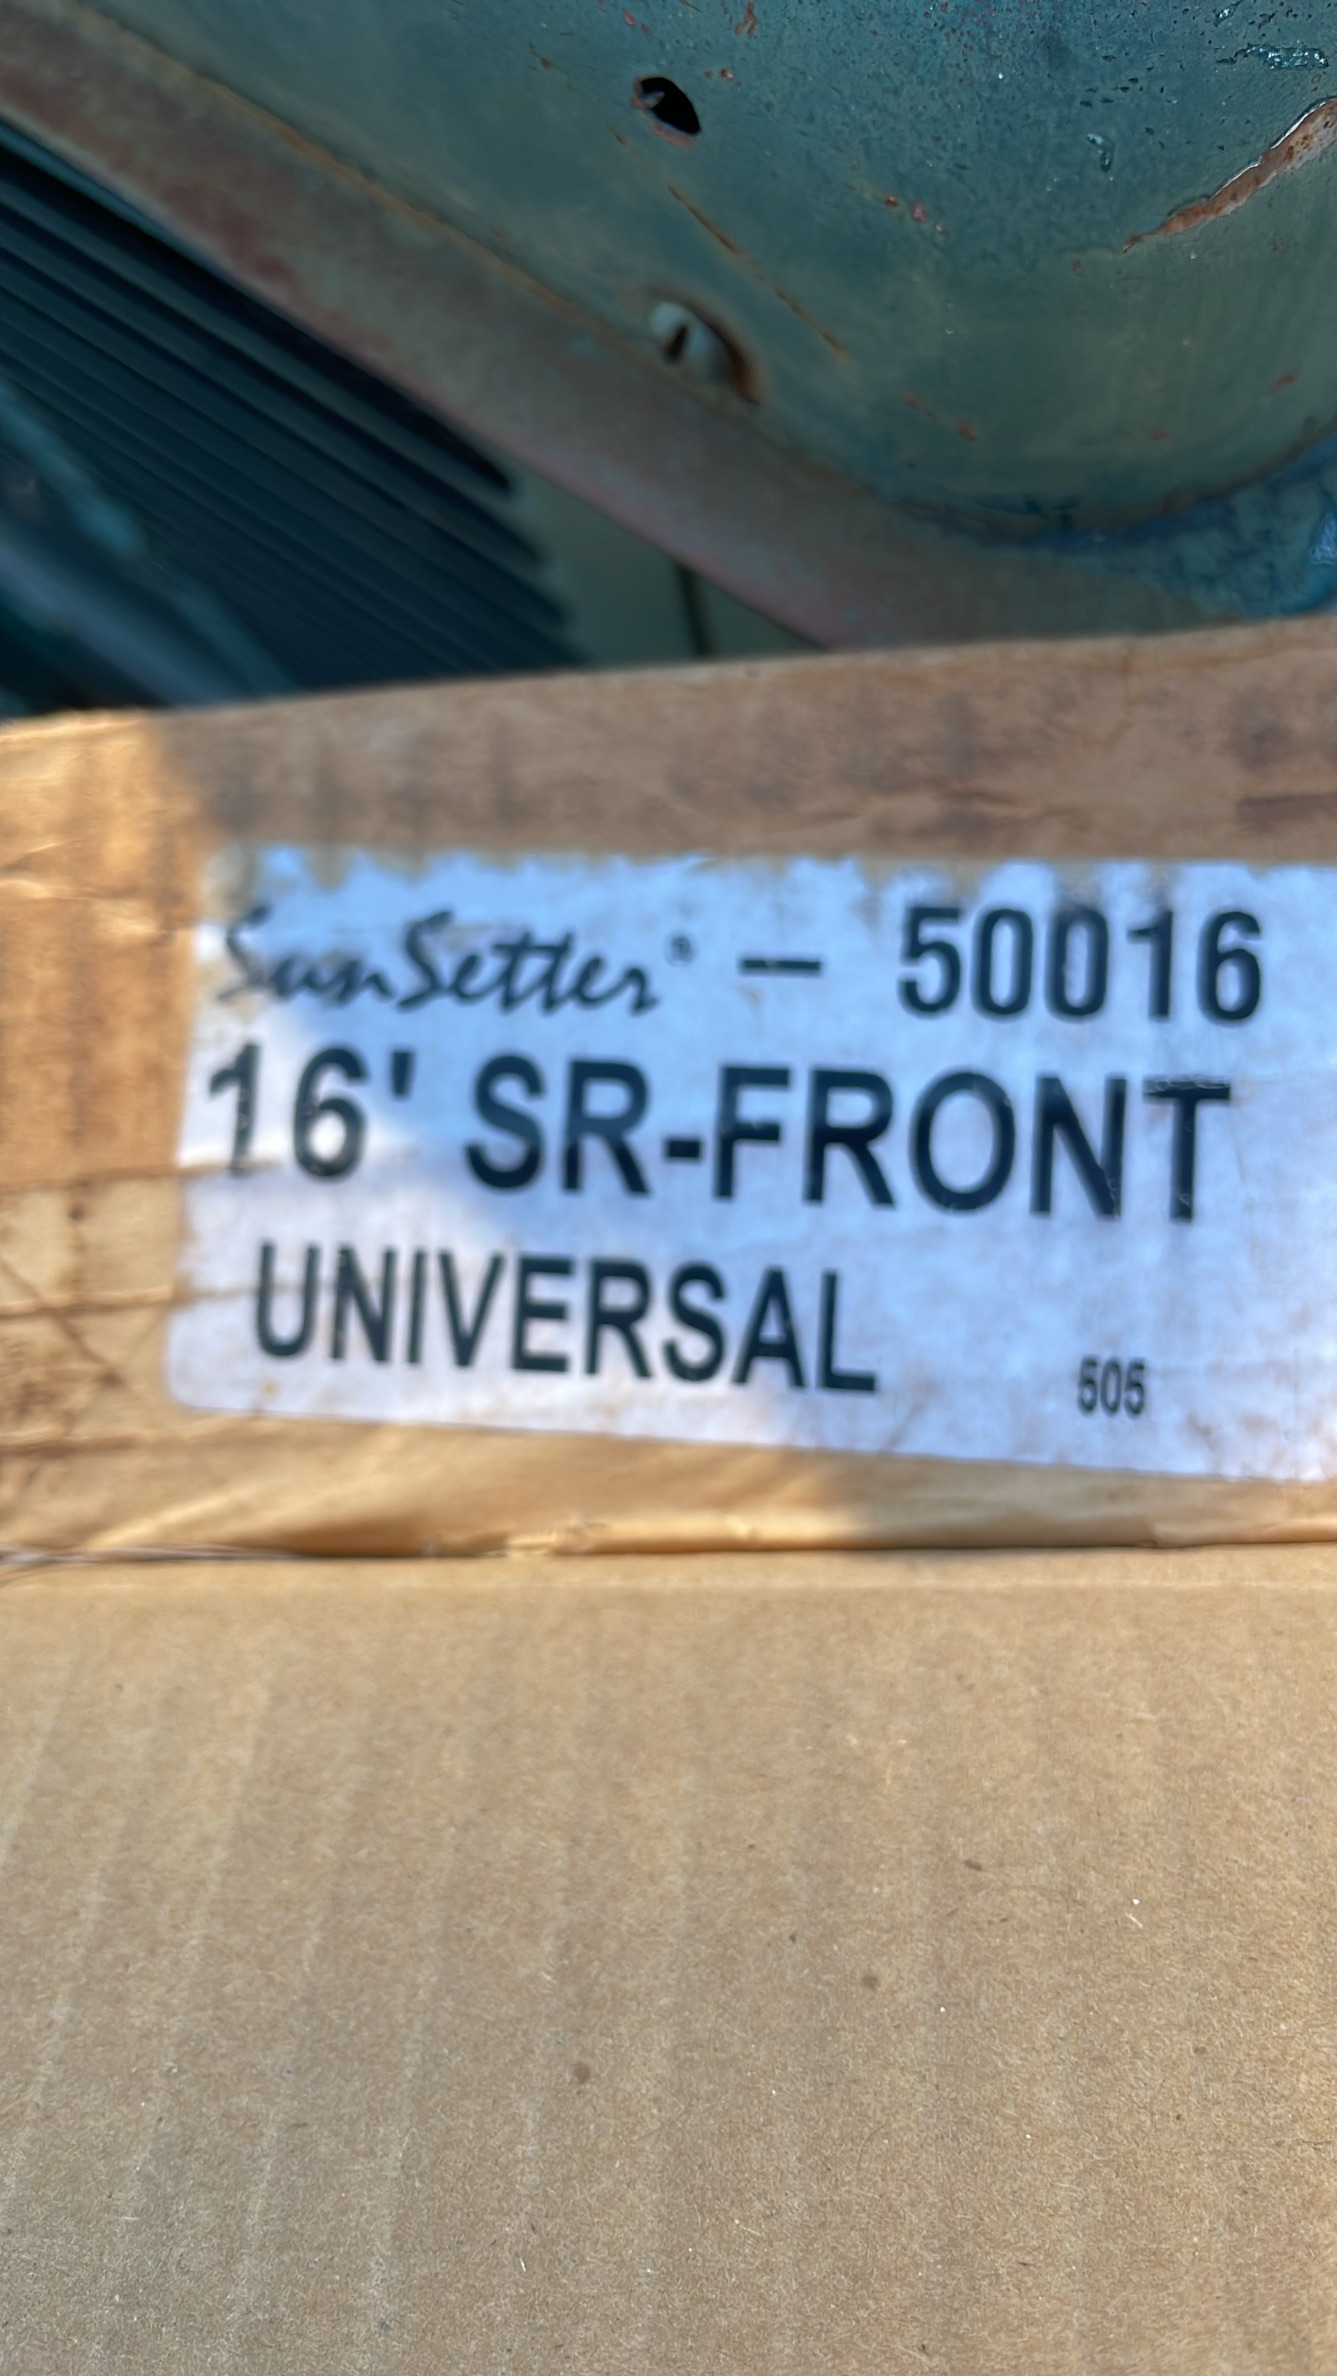 SunSetter® – 50016
16' SR-FRONT
UNIVERSAL 505